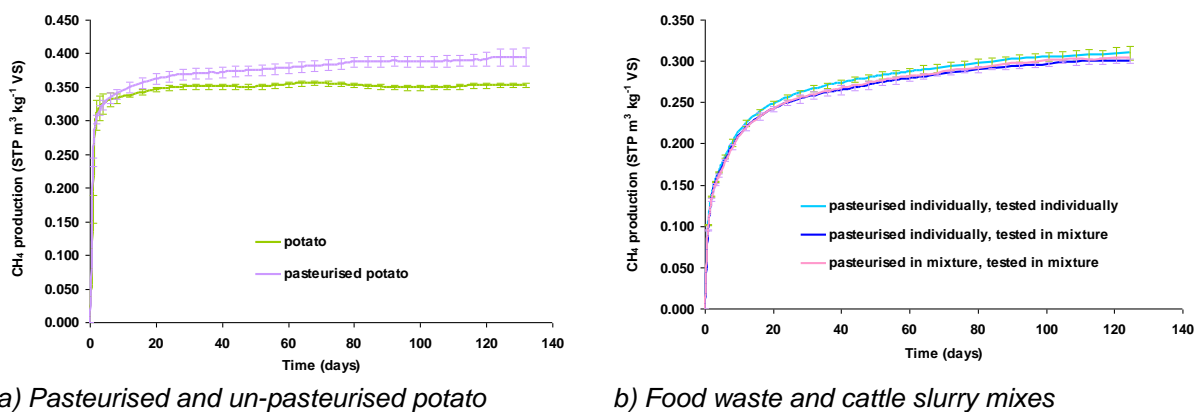 CH₄ production (STP m³ kg⁻¹ VS)
0.450
0.400
0.350
0.300
0.250
0.200
0.150
0.100
0.050
0.000
potato
pasteurised potato
0 20 40 60 80 100 120 140
Time (days)
a) Pasteurised and un-pasteurised potato
CH₄ production (STP m³ kg⁻¹ VS)
0.350
0.300
0.250
0.200
0.150
0.100
0.050
0.000
pasteurised individually, tested individually
pasteurised individually, tested in mixture
pasteurised in mixture, tested in mixture
0 20 40 60 80 100 120 140
Time (days)
b) Food waste and cattle slurry mixes